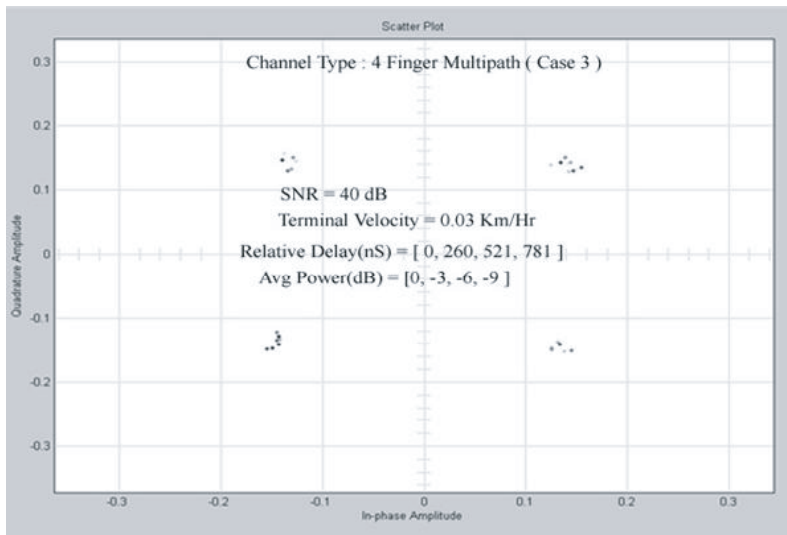 Scatter Plot
Channel Type : 4 Finger Multipath ( Case 3 )
SNR = 40 dB
Terminal Velocity = 0.03 Km/Hr
Relative Delay(nS) = [ 0, 260, 521, 781 ]
Avg Power(dB) = [0, -3, -6, -9 ]
Quadrature Amplitude
0.3
0.2
0.1
0
-0.1
-0.2
-0.3
-0.3 -0.2 -0.1 0 0.1 0.2 0.3
In-phase Amplitude